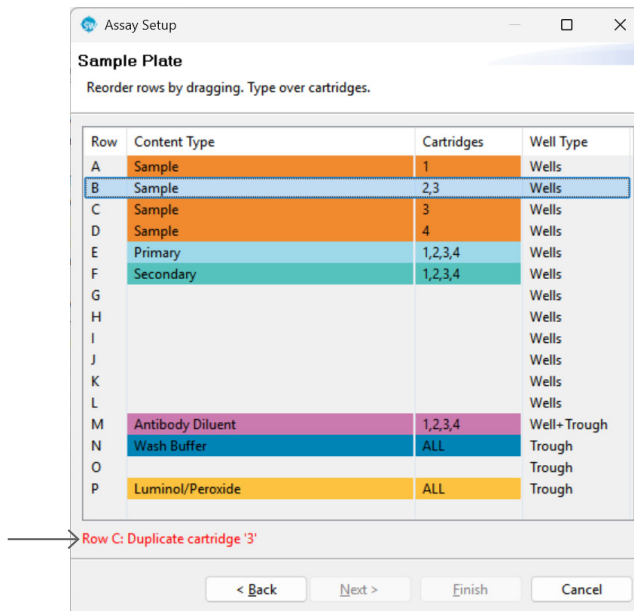 SW Assay Setup
Sample Plate
Reorder rows by dragging. Type over cartridges.
Row Content Type Cartridges Well Type
A Sample 1 Wells
B Sample 2,3 Wells
C Sample 3 Wells
D Sample 4 Wells
E Primary 1,2,3,4 Wells
F Secondary 1,2,3,4 Wells
G Wells
H Wells
I Wells
J Wells
K Wells
L Wells
M Antibody Diluent 1,2,3,4 Well+Trough
N Wash Buffer ALL Trough
O Trough
P Luminol/Peroxide ALL Trough
Row C: Duplicate cartridge '3'
< Back Next > Finish Cancel